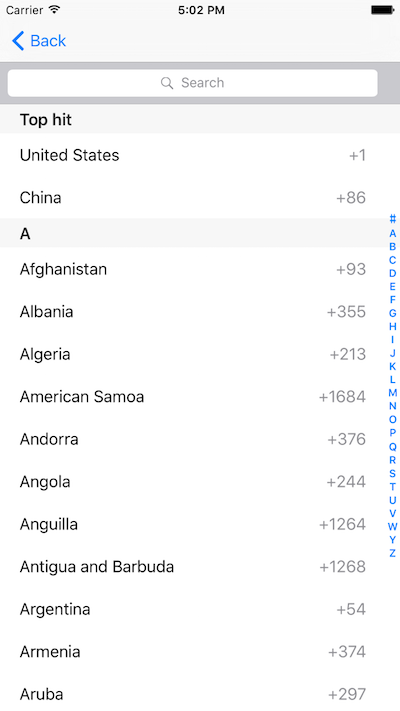 Carrier 5:02 PM
Back
Search
Top hit
United States +1
China +86
A
Afghanistan +93
Albania +355
Algeria +213
American Samoa +1684
Andorra +376
Angola +244
Anguilla +1264
Antigua and Barbuda +1268
Argentina +54
Armenia +374
Aruba +297
#
A
B
C
D
E
F
G
H
I
J
K
L
M
N
O
P
Q
R
S
T
U
V
W
Y
Z